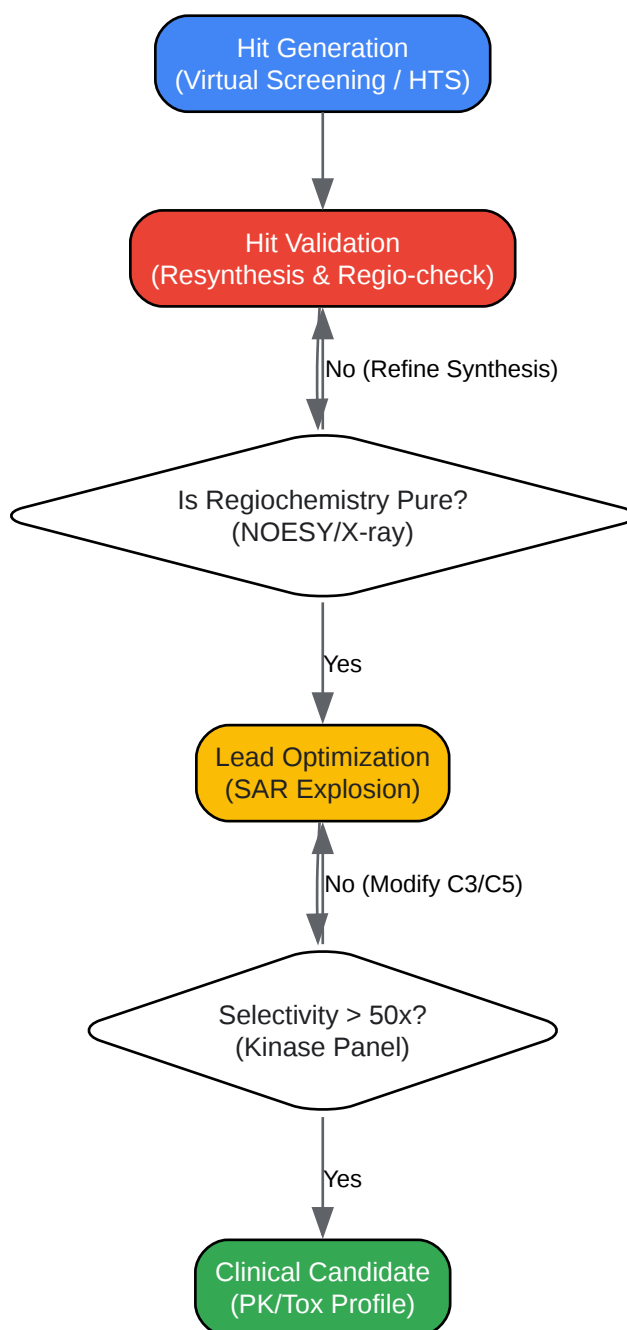 Hit Generation
(Virtual Screening / HTS)
Hit Validation
(Resynthesis & Regio-check)
No (Refine Synthesis)
Is Regiochemistry Pure?
(NOESY/X-ray)
Yes
Lead Optimization
(SAR Explosion)
No (Modify C3/C5)
Selectivity > 50x?
(Kinase Panel)
Yes
Clinical Candidate
(PK/Tox Profile)